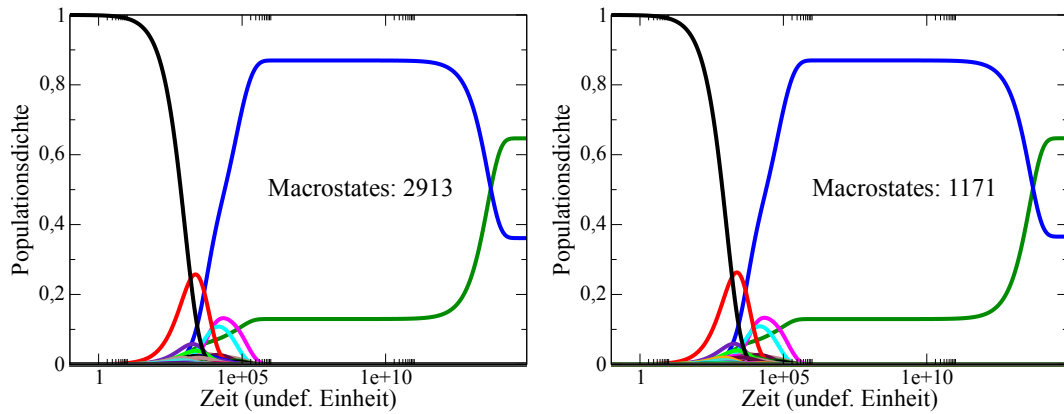 1
0,8
0,6
0,4
0,2
0
Populationsdichte
Macrostates: 2913
1
1e+05
1e+10
Zeit (undef. Einheit)
1
0,8
0,6
0,4
0,2
0
Populationsdichte
Macrostates: 1171
1
1e+05
1e+10
Zeit (undef. Einheit)